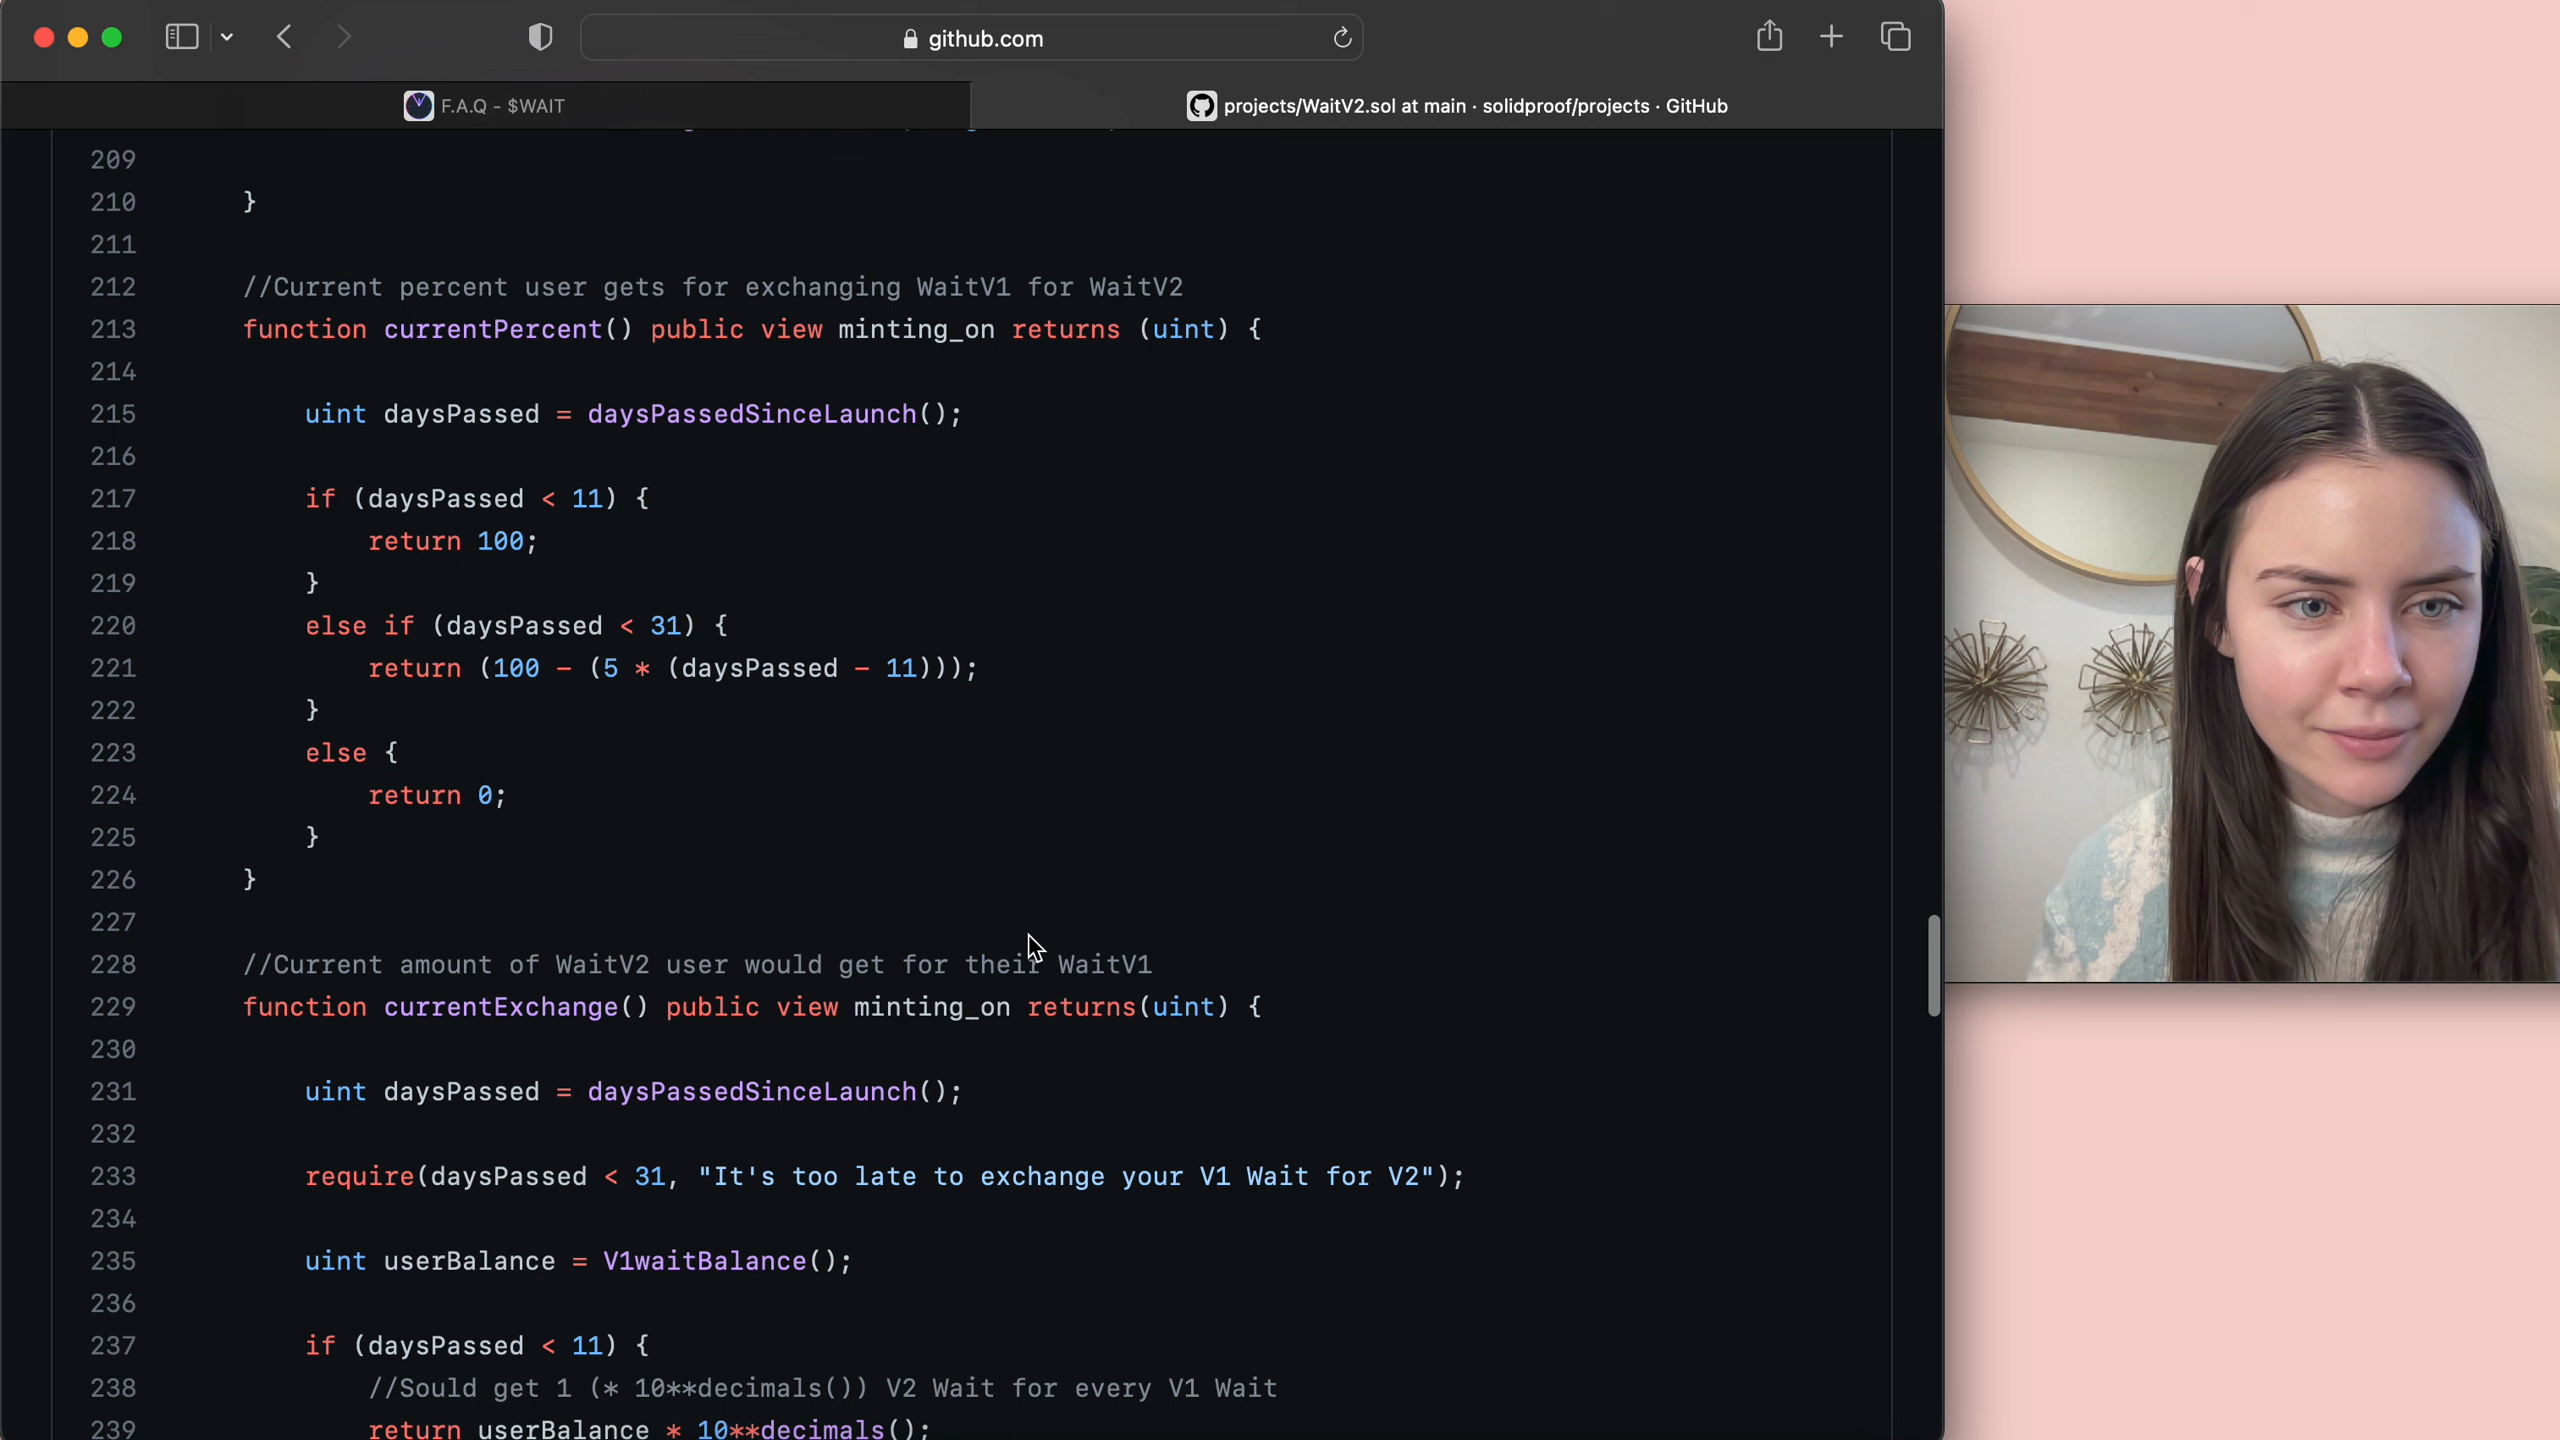 github.com
F.A.Q - $WAIT
projects/WaitV2.sol at main · solidproof/projects · GitHub
209
210 }
211
212 //Current percent user gets for exchanging WaitV1 for WaitV2
213 function currentPercent() public view minting_on returns (uint) {
214
215 uint daysPassed = daysPassedSinceLaunch();
216
217 if (daysPassed < 11) {
218 return 100;
219 }
220 else if (daysPassed < 31) {
221 return (100 - (5 * (daysPassed - 11)));
222 }
223 else {
224 return 0;
225 }
226 }
227
228 //Current amount of WaitV2 user would get for their WaitV1
229 function currentExchange() public view minting_on returns(uint) {
230
231 uint daysPassed = daysPassedSinceLaunch();
232
233 require(daysPassed < 31, "It's too late to exchange your V1 Wait for V2");
234
235 uint userBalance = V1waitBalance();
236
237 if (daysPassed < 11) {
238 //Sould get 1 (* 10**decimals()) V2 Wait for every V1 Wait
239 return userBalance * 10**decimals();